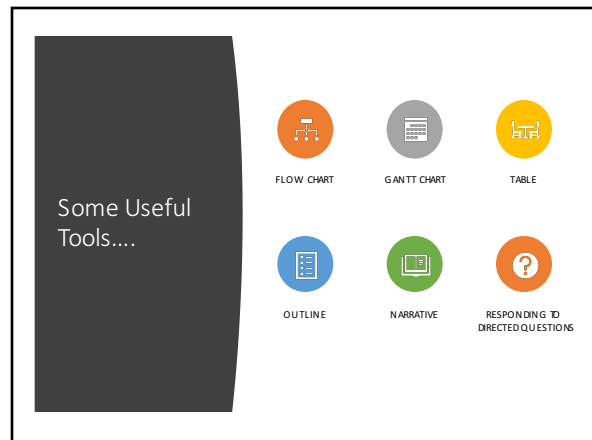 Some Useful
Tools....
FLOW CHART
GANTT CHART
TABLE
OUTLINE
NARRATIVE
RESPONDING TO
DIRECTED QUESTIONS